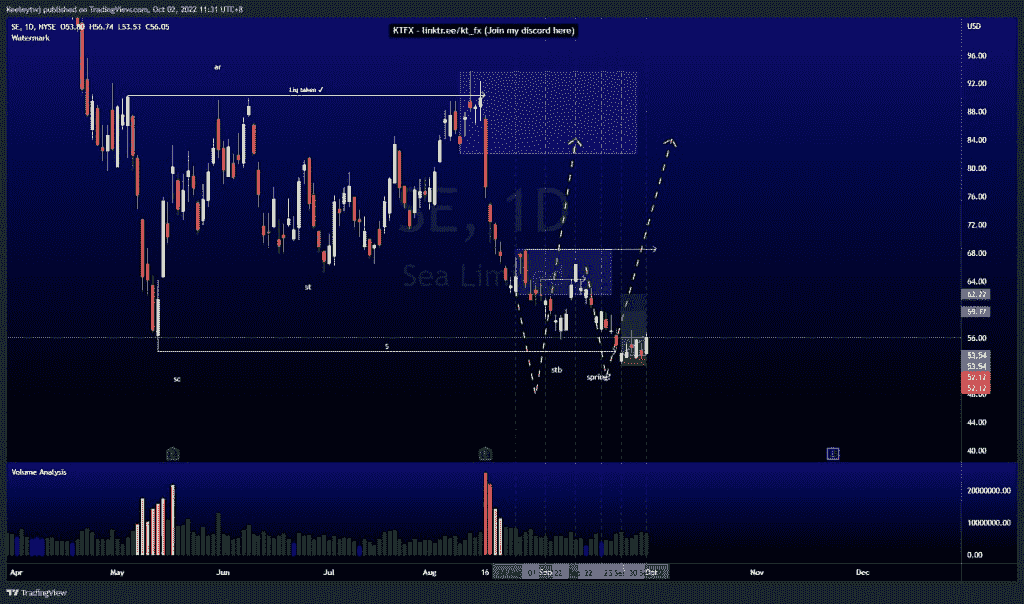 Keeleytwj published on TradingView.com, Oct 02, 2022 11:31 UTC+8
SE, 1D, NYSE O53.80 H56.74 L53.53 C56.05
Watermark
KTFX - linktr.ee/kt_fx (Join my discord here)
USD
ar
Liq taken ✓
96.00
92.00
88.00
84.00
80.00
76.00
72.00
68.00
64.00
62.22
59.77
56.00
53.54
53.54
52.12
52.12
48.00
44.00
40.00
SE, 1D
Sea Limited
st
s
sc
stb
spring
E
E
E
Volume Analysis
20000000.00
10000000.00
0.00
Apr May Jun Jul Aug 16 Sep 22 Oct Nov Dec
TradingView